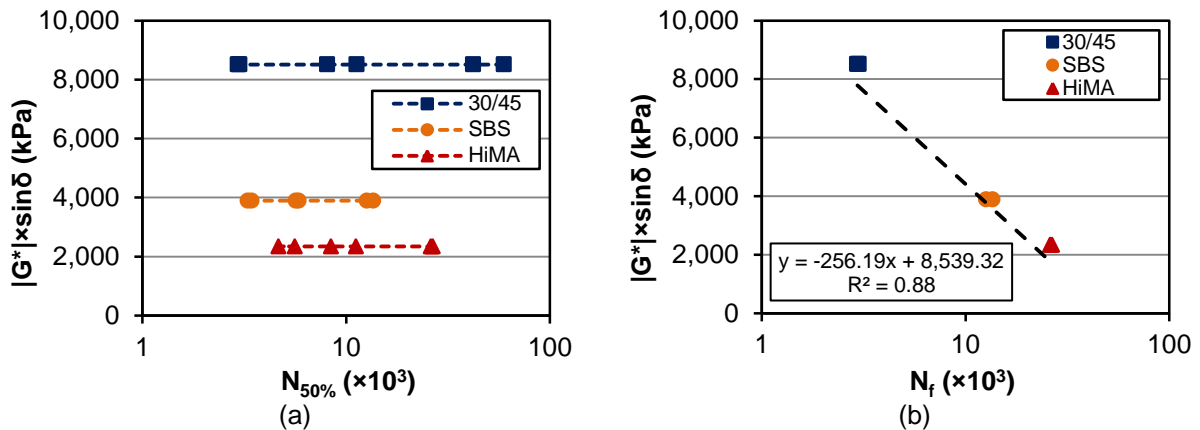 |G*|×sinδ (kPa)
10,000
8,000
6,000
4,000
2,000
0
30/45
SBS
HiMA
1
10
100
N50% (×10³)
(a)
|G*|×sinδ (kPa)
10,000
8,000
6,000
4,000
2,000
0
30/45
SBS
HiMA
y = -256.19x + 8,539.32
R² = 0.88
1
10
100
Nf (×10³)
(b)